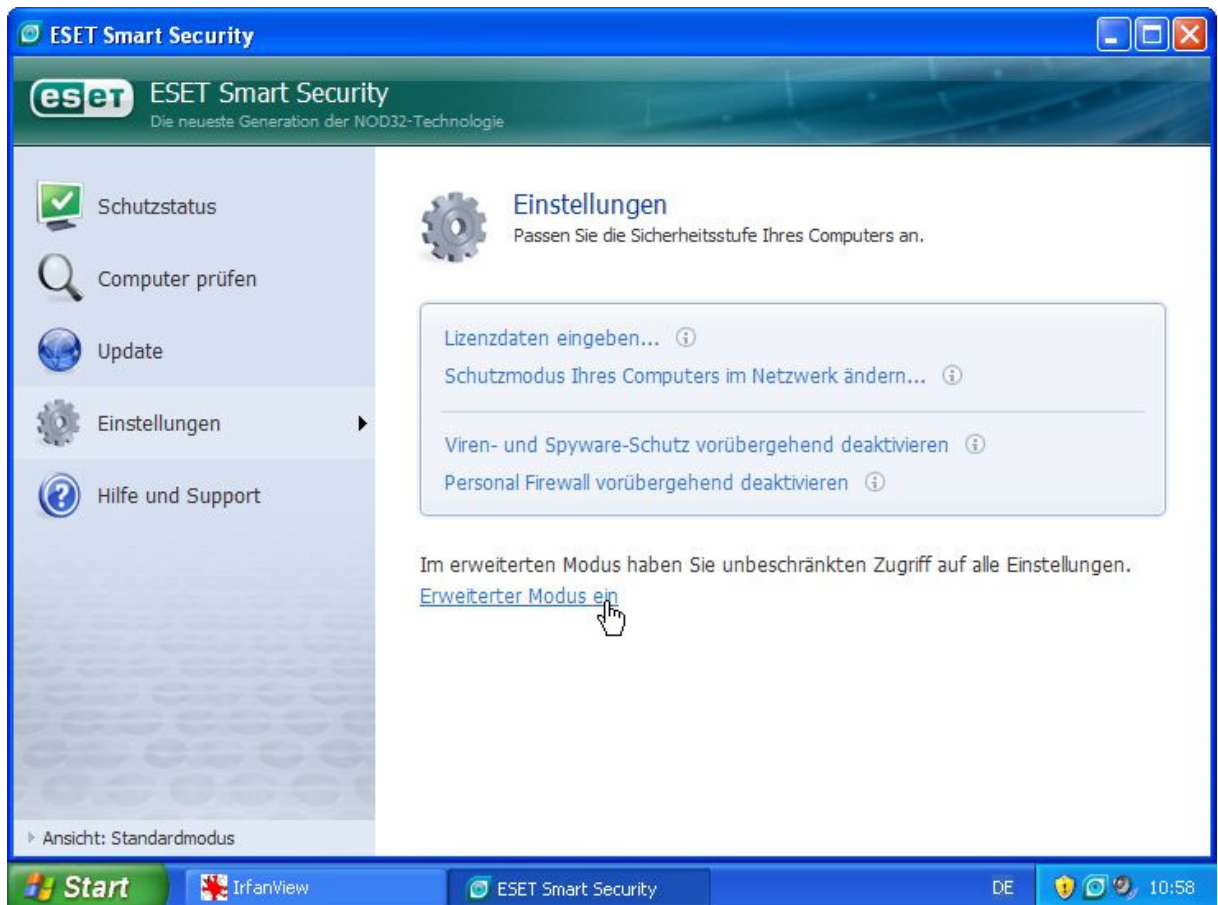 ESET Smart Security
eset
ESET Smart Security
Die neueste Generation der NOD32-Technologie
Schutzstatus
Computer prüfen
Update
Einstellungen
Hilfe und Support
Ansicht: Standardmodus
Einstellungen
Passen Sie die Sicherheitsstufe Ihres Computers an.
Lizenzdaten eingeben...
Schutzmodus Ihres Computers im Netzwerk ändern...
Viren- und Spyware-Schutz vorübergehend deaktivieren
Personal Firewall vorübergehend deaktivieren
Im erweiterten Modus haben Sie unbeschränkten Zugriff auf alle Einstellungen.
Erweiterter Modus ein
Start
IrfanView
ESET Smart Security
DE
10:58